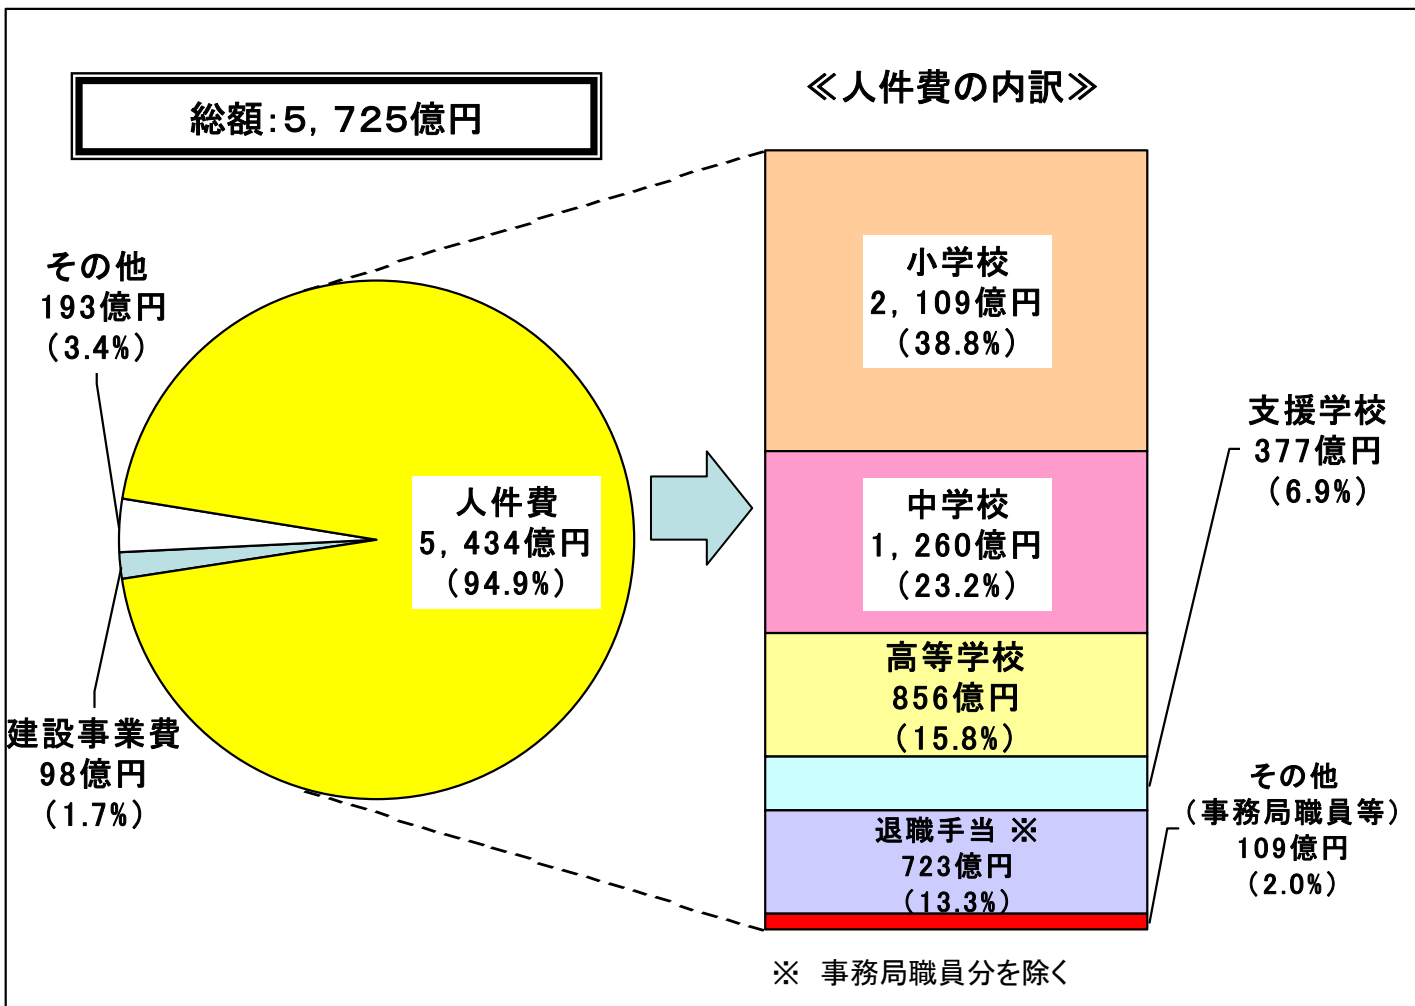 総額：５，７２５億円
≪人件費の内訳≫
その他
193億円
（3.4%）
人件費
5，434億円
（94.9%）
建設事業費
98億円
（1.7%）
小学校
2，109億円
（38.8%）
中学校
1，260億円
（23.2%）
高等学校
856億円
（15.8%）
支援学校
377億円
（6.9%）
退職手当 ※
723億円
（13.3%）
その他
（事務局職員等）
109億円
（2.0%）
※　事務局職員分を除く